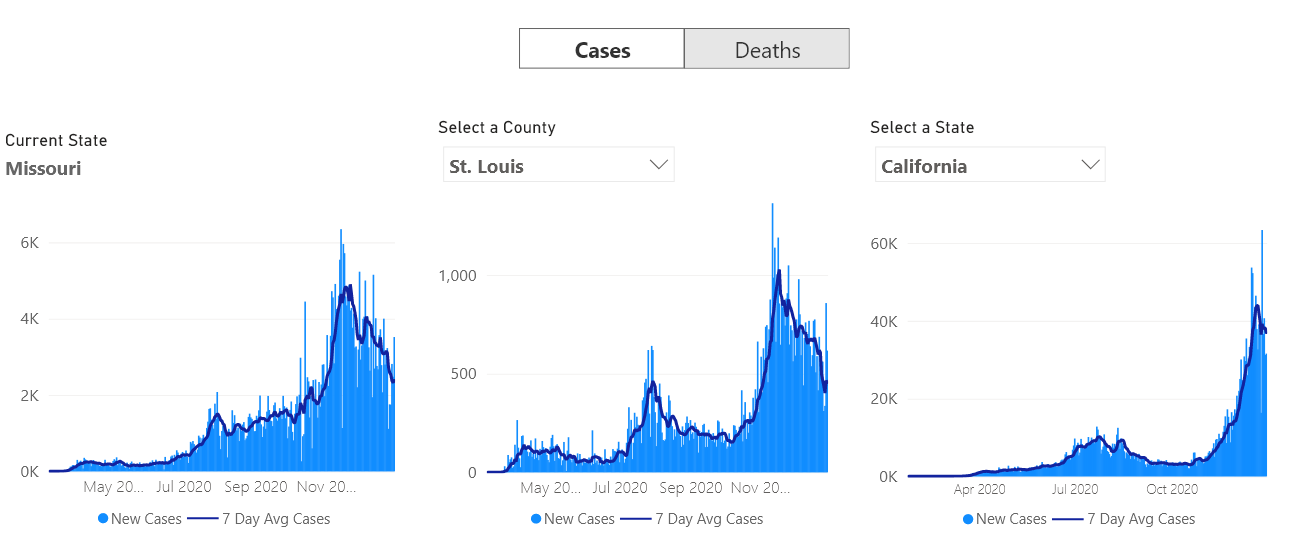 Cases Deaths
Current State
Missouri
Select a County
St. Louis
Select a State
California
6K
4K
2K
0K
May 20... Jul 2020 Sep 2020 Nov 20...
New Cases 7 Day Avg Cases
1,000
500
0
May 20... Jul 2020 Sep 2020 Nov 20...
New Cases 7 Day Avg Cases
60K
40K
20K
0K
Apr 2020 Jul 2020 Oct 2020
New Cases 7 Day Avg Cases